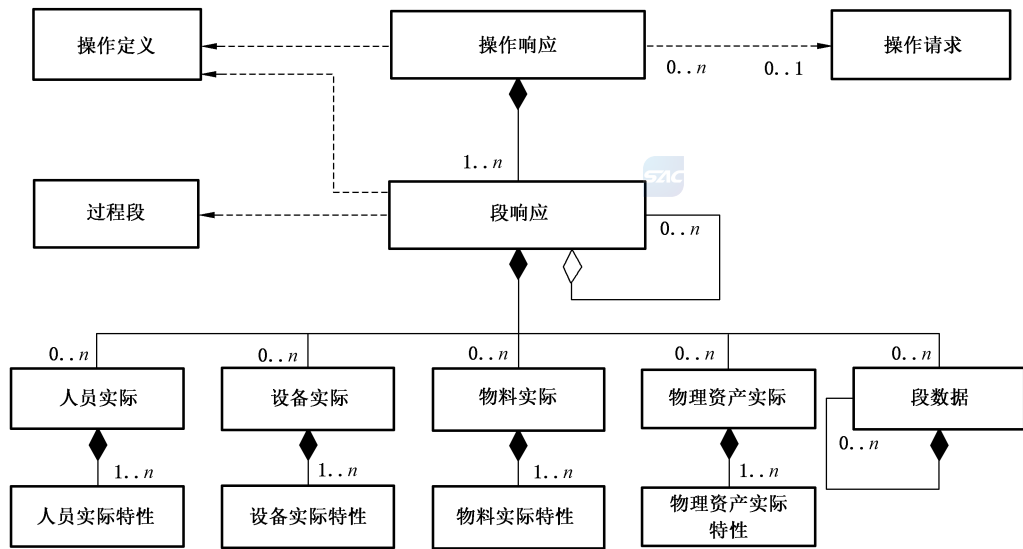 操作定义
操作响应
操作请求
0..n
0..1
1..n
SAC
过程段
段响应
0..n
0..n
0..n
0..n
0..n
0..n
人员实际
设备实际
物料实际
物理资产实际
段数据
0..n
1..n
1..n
1..n
1..n
人员实际特性
设备实际特性
物料实际特性
物理资产实际
特性